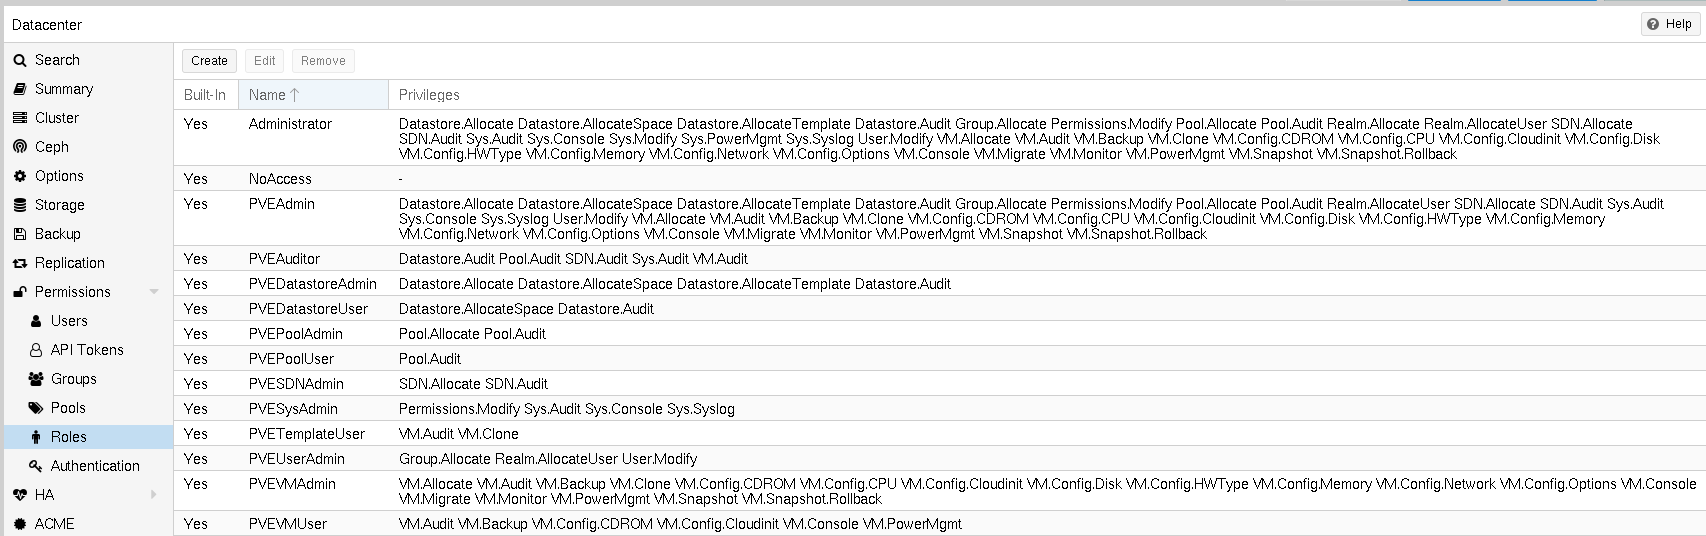 Datacenter
Help
Search
Summary
Cluster
Ceph
Options
Storage
Backup
Replication
Permissions
Users
API Tokens
Groups
Pools
Roles
Authentication
HA
ACME
Create Edit Remove
Built-In Name Privileges
Yes Administrator Datastore.Allocate Datastore.AllocateSpace Datastore.AllocateTemplate Datastore.Audit Group.Allocate Permissions.Modify Pool.Allocate Pool.Audit Realm.Allocate Realm.AllocateUser SDN.Allocate
SDN.Audit Sys.Audit Sys.Console Sys.Modify Sys.PowerMgmt Sys.Syslog User.Modify VM.Allocate VM.Audit VM.Backup VM.Clone VM.Config.CDROM VM.Config.CPU VM.Config.Cloudinit VM.Config.Disk
VM.Config.HWType VM.Config.Memory VM.Config.Network VM.Config.Options VM.Console VM.Migrate VM.Monitor VM.PowerMgmt VM.Snapshot VM.Snapshot.Rollback
Yes NoAccess -
Yes PVEAdmin Datastore.Allocate Datastore.AllocateSpace Datastore.AllocateTemplate Datastore.Audit Group.Allocate Permissions.Modify Pool.Allocate Pool.Audit Realm.AllocateUser SDN.Allocate SDN.Audit Sys.Audit
Sys.Console Sys.Syslog User.Modify VM.Allocate VM.Audit VM.Backup VM.Clone VM.Config.CDROM VM.Config.CPU VM.Config.Cloudinit VM.Config.Disk VM.Config.HWType VM.Config.Memory
VM.Config.Network VM.Config.Options VM.Console VM.Migrate VM.Monitor VM.PowerMgmt VM.Snapshot VM.Snapshot.Rollback
Yes PVEAuditor Datastore.Audit Pool.Audit SDN.Audit Sys.Audit VM.Audit
Yes PVEDatastoreAdmin Datastore.Allocate Datastore.AllocateSpace Datastore.AllocateTemplate Datastore.Audit
Yes PVEDatastoreUser Datastore.AllocateSpace Datastore.Audit
Yes PVEPoolAdmin Pool.Allocate Pool.Audit
Yes PVEPoolUser Pool.Audit
Yes PVESDNAdmin SDN.Allocate SDN.Audit
Yes PVESysAdmin Permissions.Modify Sys.Audit Sys.Console Sys.Syslog
Yes PVETemplateUser VM.Audit VM.Clone
Yes PVEUserAdmin Group.Allocate Realm.AllocateUser User.Modify
Yes PVEVMAdmin VM.Allocate VM.Audit VM.Backup VM.Clone VM.Config.CDROM VM.Config.CPU VM.Config.Cloudinit VM.Config.Disk VM.Config.HWType VM.Config.Memory VM.Config.Network VM.Config.Options VM.Console
VM.Migrate VM.Monitor VM.PowerMgmt VM.Snapshot VM.Snapshot.Rollback
Yes PVEVMUser VM.Audit VM.Backup VM.Config.CDROM VM.Config.Cloudinit VM.Console VM.PowerMgmt